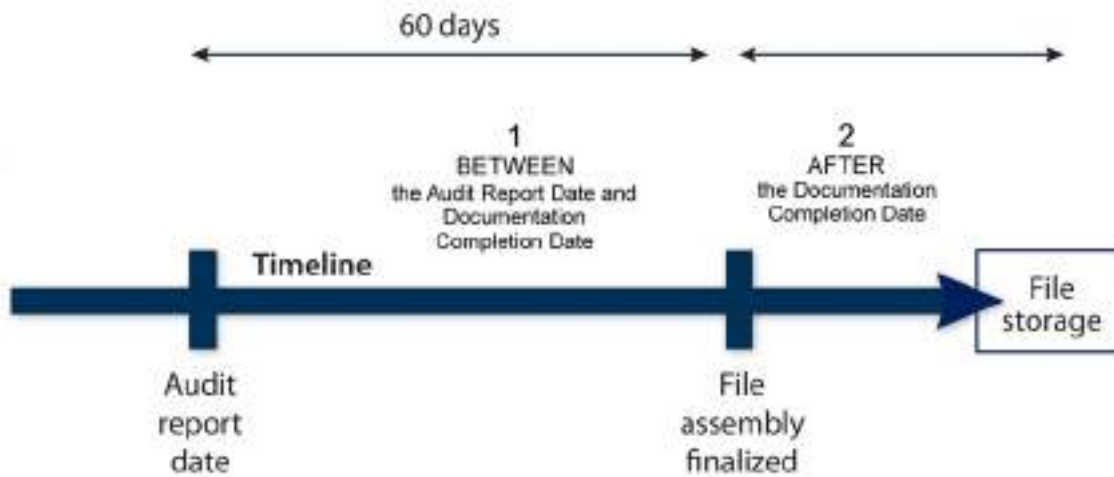 60 days
1
BETWEEN
the Audit Report Date and
Documentation
Completion Date
2
AFTER
the Documentation
Completion Date
Timeline
File
storage
Audit
report
date
File
assembly
finalized